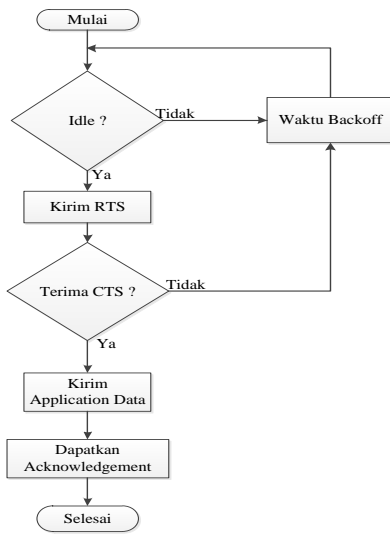 Mulai
Idle ?
Tidak
Waktu Backoff
Ya
Kirim RTS
Terima CTS ?
Tidak
Ya
Kirim
Application Data
Dapatkan
Acknowledgement
Selesai